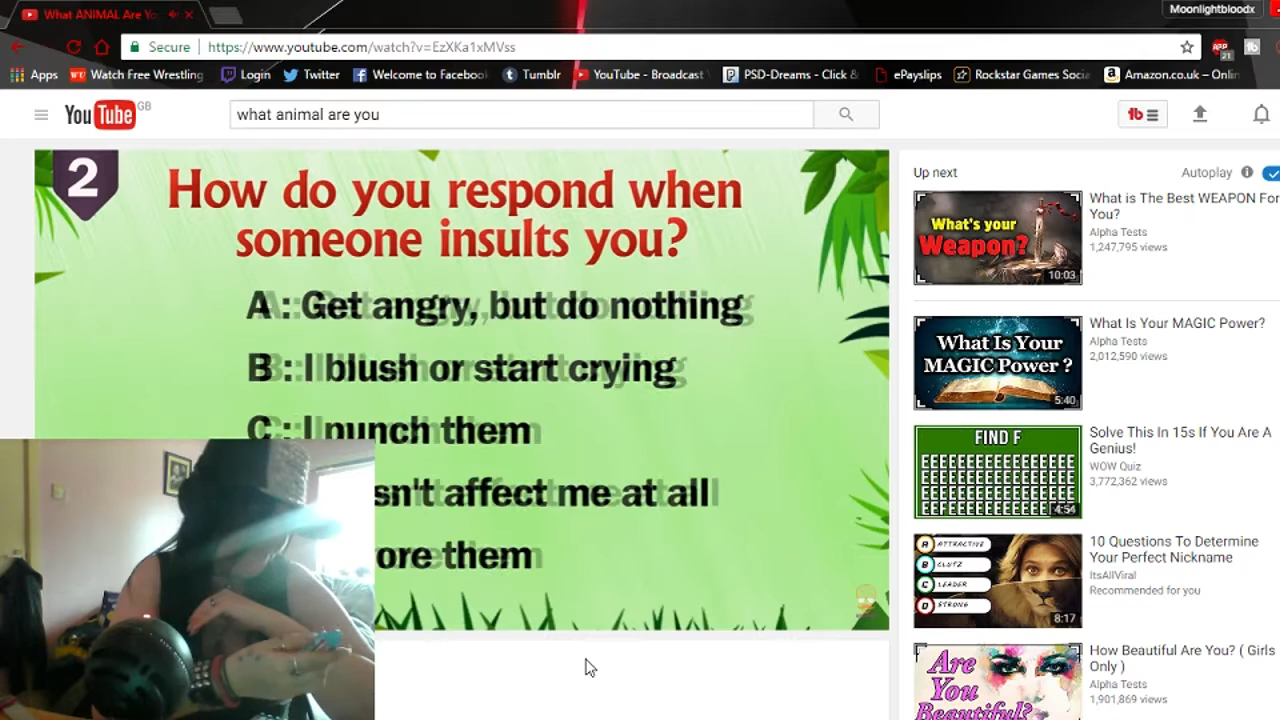 What ANIMAL Are Yo
Moonlightbloodx
Secure https://www.youtube.com/watch?v=EzXKa1xMVss
21
Apps Watch Free Wrestling Login Twitter Welcome to Facebook Tumblr YouTube - Broadcast PSD-Dreams - Click & ePayslips Rockstar Games Socia Amazon.co.uk – Onlin
YouTube GB
what animal are you
2
How do you respond when
someone insults you?
A : Get angry, but do nothing
B : I blush or start crying
C : I punch them
sn't affect me at all
ore them
Up next Autoplay
What's your
Weapon?
10:03
What is The Best WEAPON For
You?
Alpha Tests
1,247,795 views
What Is Your
MAGIC Power ?
5:40
What Is Your MAGIC Power?
Alpha Tests
2,012,590 views
FIND F
4:54
Solve This In 15s If You Are A
Genius!
WOW Quiz
3,772,362 views
A ATTRACTIVE
B CLUTZ
C LEADER
D STRONG
8:17
10 Questions To Determine
Your Perfect Nickname
ItsAllViral
Recommended for you
Are
You
Beautiful?
How Beautiful Are You? ( Girls
Only )
Alpha Tests
1,901,869 views